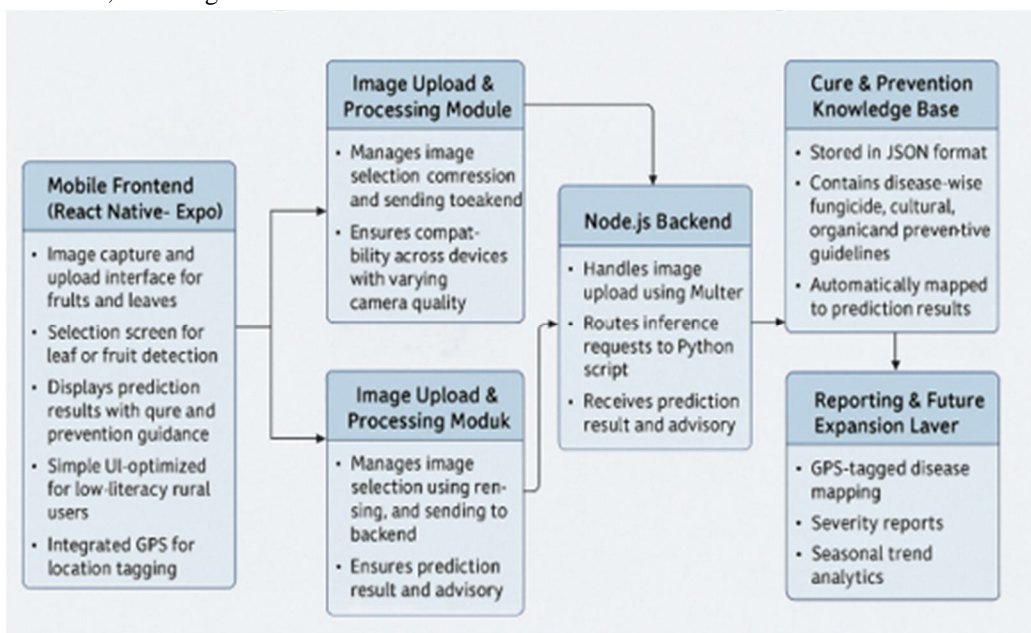 Mobile Frontend
(React Native- Expo)
• Image capture and
upload interface for
fruits and leaves
• Selection screen for
leaf or fruit detection
• Displays prediction
results with qure and
prevention guidance
• Simple UI-optimized
for low-literacy rural
users
• Integrated GPS for
location tagging
Image Upload &
Processing Module
• Manages image
selection comression
and sending toeakend
• Ensures compat-
bility across devices
with varying
camera quality
Image Upload &
Processing Moduk
• Manages image
selection using ren-
sing, and sending to
backend
• Ensures prediction
result and advisory
Node.js Backend
• Handles image
upload using Multer
• Routes inference
requests to Python
script
• Receives prediction
result and advisory
Cure & Prevention
Knowledge Base
• Stored in JSON format
• Contains disease-wise
fungicide, cultural,
organicand preventive
guidelines
• Automatically mapped
to prediction results
Reporting & Future
Expansion Laver
• GPS-tagged disease
mapping
• Severity reports
• Seasonal trend
analytics